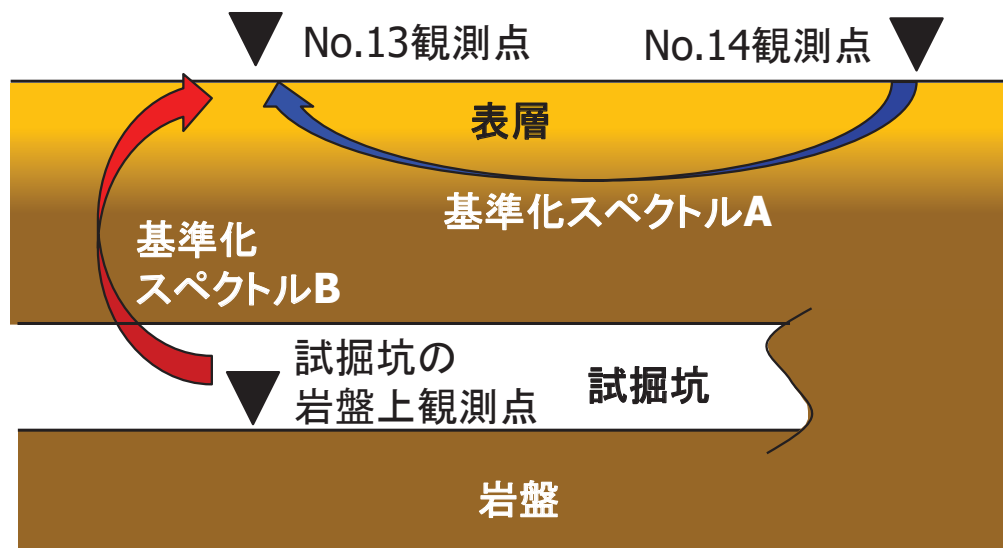 No.13観測点
No.14観測点
表層
基準化スペクトルA
基準化
スペクトルB
試掘坑の
岩盤上観測点
試掘坑
岩盤